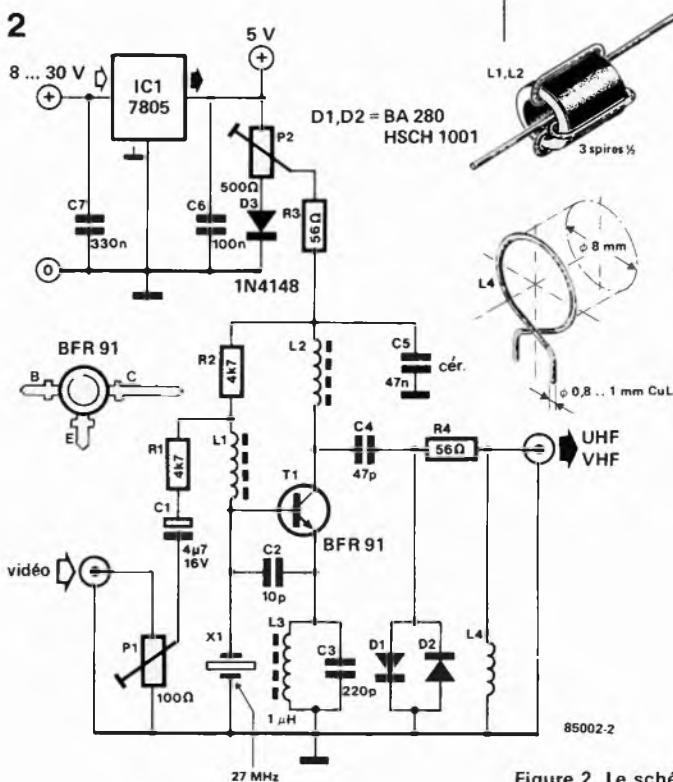 2
5 V
8 ... 30 V
IC1
7805
P2
500Ω
D3
R3
56Ω
C7
330n
C6
100n
0
1N4148
D1,D2 = BA 280
HSCH 1001
L1,L2
3 spires ½
ϕ 8 mm
L4
ϕ 0,8 .. 1 mm CuL
BFR 91
B
C
E
R2
4k7
L2
C5
47n
cér.
R1
4k7
L1
C4
47p
R4
56Ω
UHF
VHF
T1
BFR 91
C1
4µ7
16V
C2
10p
vidéo
P1
100Ω
X1
L3
1 µH
C3
220p
D1
D2
L4
85002-2
27 MHz
Figure 2. Le sché